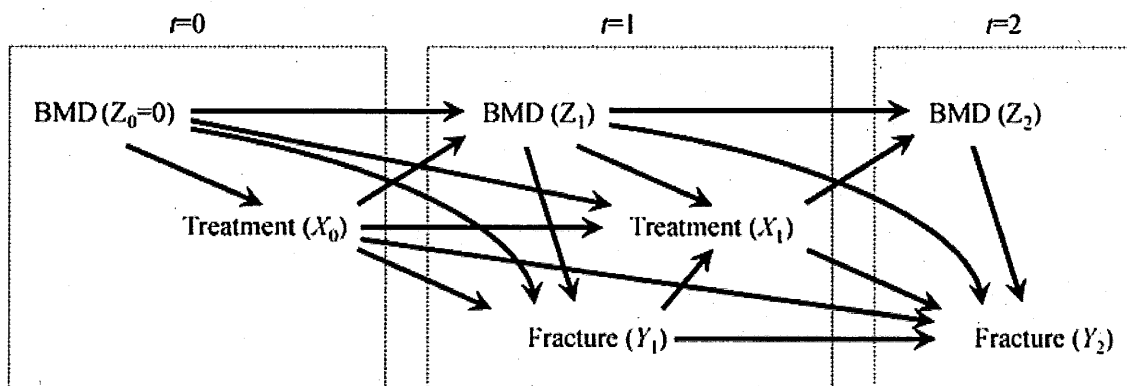 t=0 t=1 t=2
BMD (Z₀=0) BMD (Z₁) BMD (Z₂)
Treatment (X₀) Treatment (X₁)
Fracture (Y₁) Fracture (Y₂)